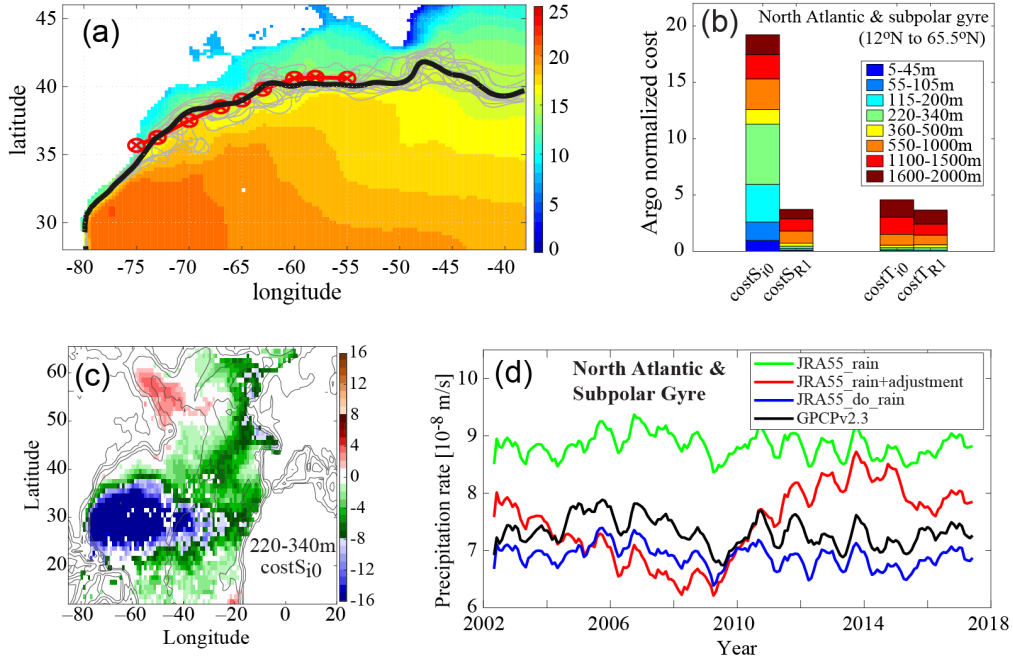 (a)
45
40
35
30
latitude
-80
-75
-70
-65
-60
-55
-50
-45
-40
longitude
25
20
15
10
5
0
(b)
North Atlantic & subpolar gyre
(12ºN to 65.5ºN)
20
15
10
5
0
Argo normalized cost
5-45m
55-105m
115-200m
220-340m
360-500m
550-1000m
1100-1500m
1600-2000m
costSi0
costSR1
costTi0
costTR1
(c)
60
50
40
30
20
Latitude
−80
−60
−40
−20
0
20
Longitude
220-340m
costSi0
16
12
8
4
0
-4
-8
-12
-16
(d)
North Atlantic &
Subpolar Gyre
JRA55_rain
JRA55_rain+adjustment
JRA55_do_rain
GPCPv2.3
10
9
8
7
6
Precipitation rate [10-8 m/s]
2002
2006
2010
2014
2018
Year